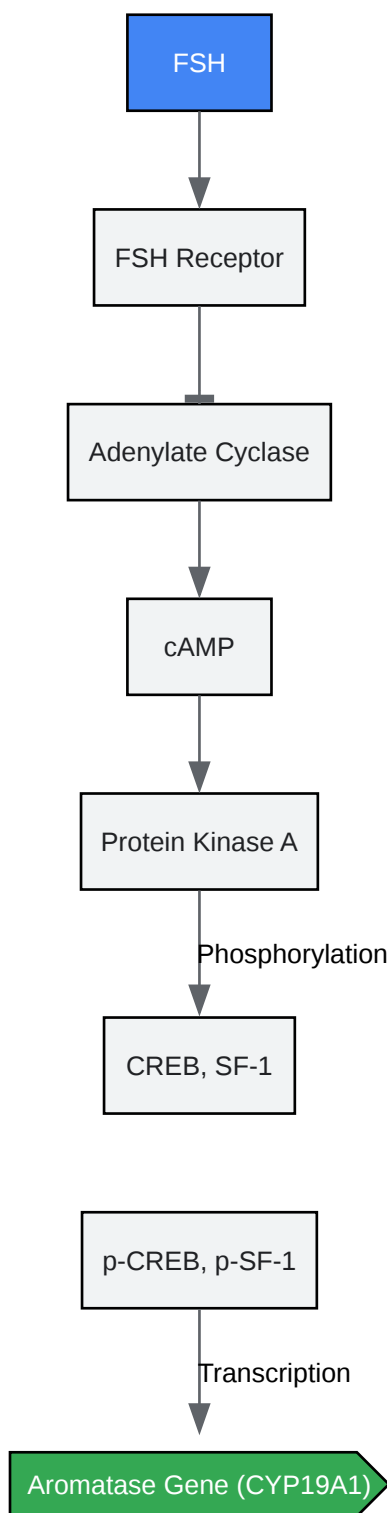 FSH
FSH Receptor
Adenylate Cyclase
cAMP
Protein Kinase A
Phosphorylation
CREB, SF-1
p-CREB, p-SF-1
Transcription
Aromatase Gene (CYP19A1)